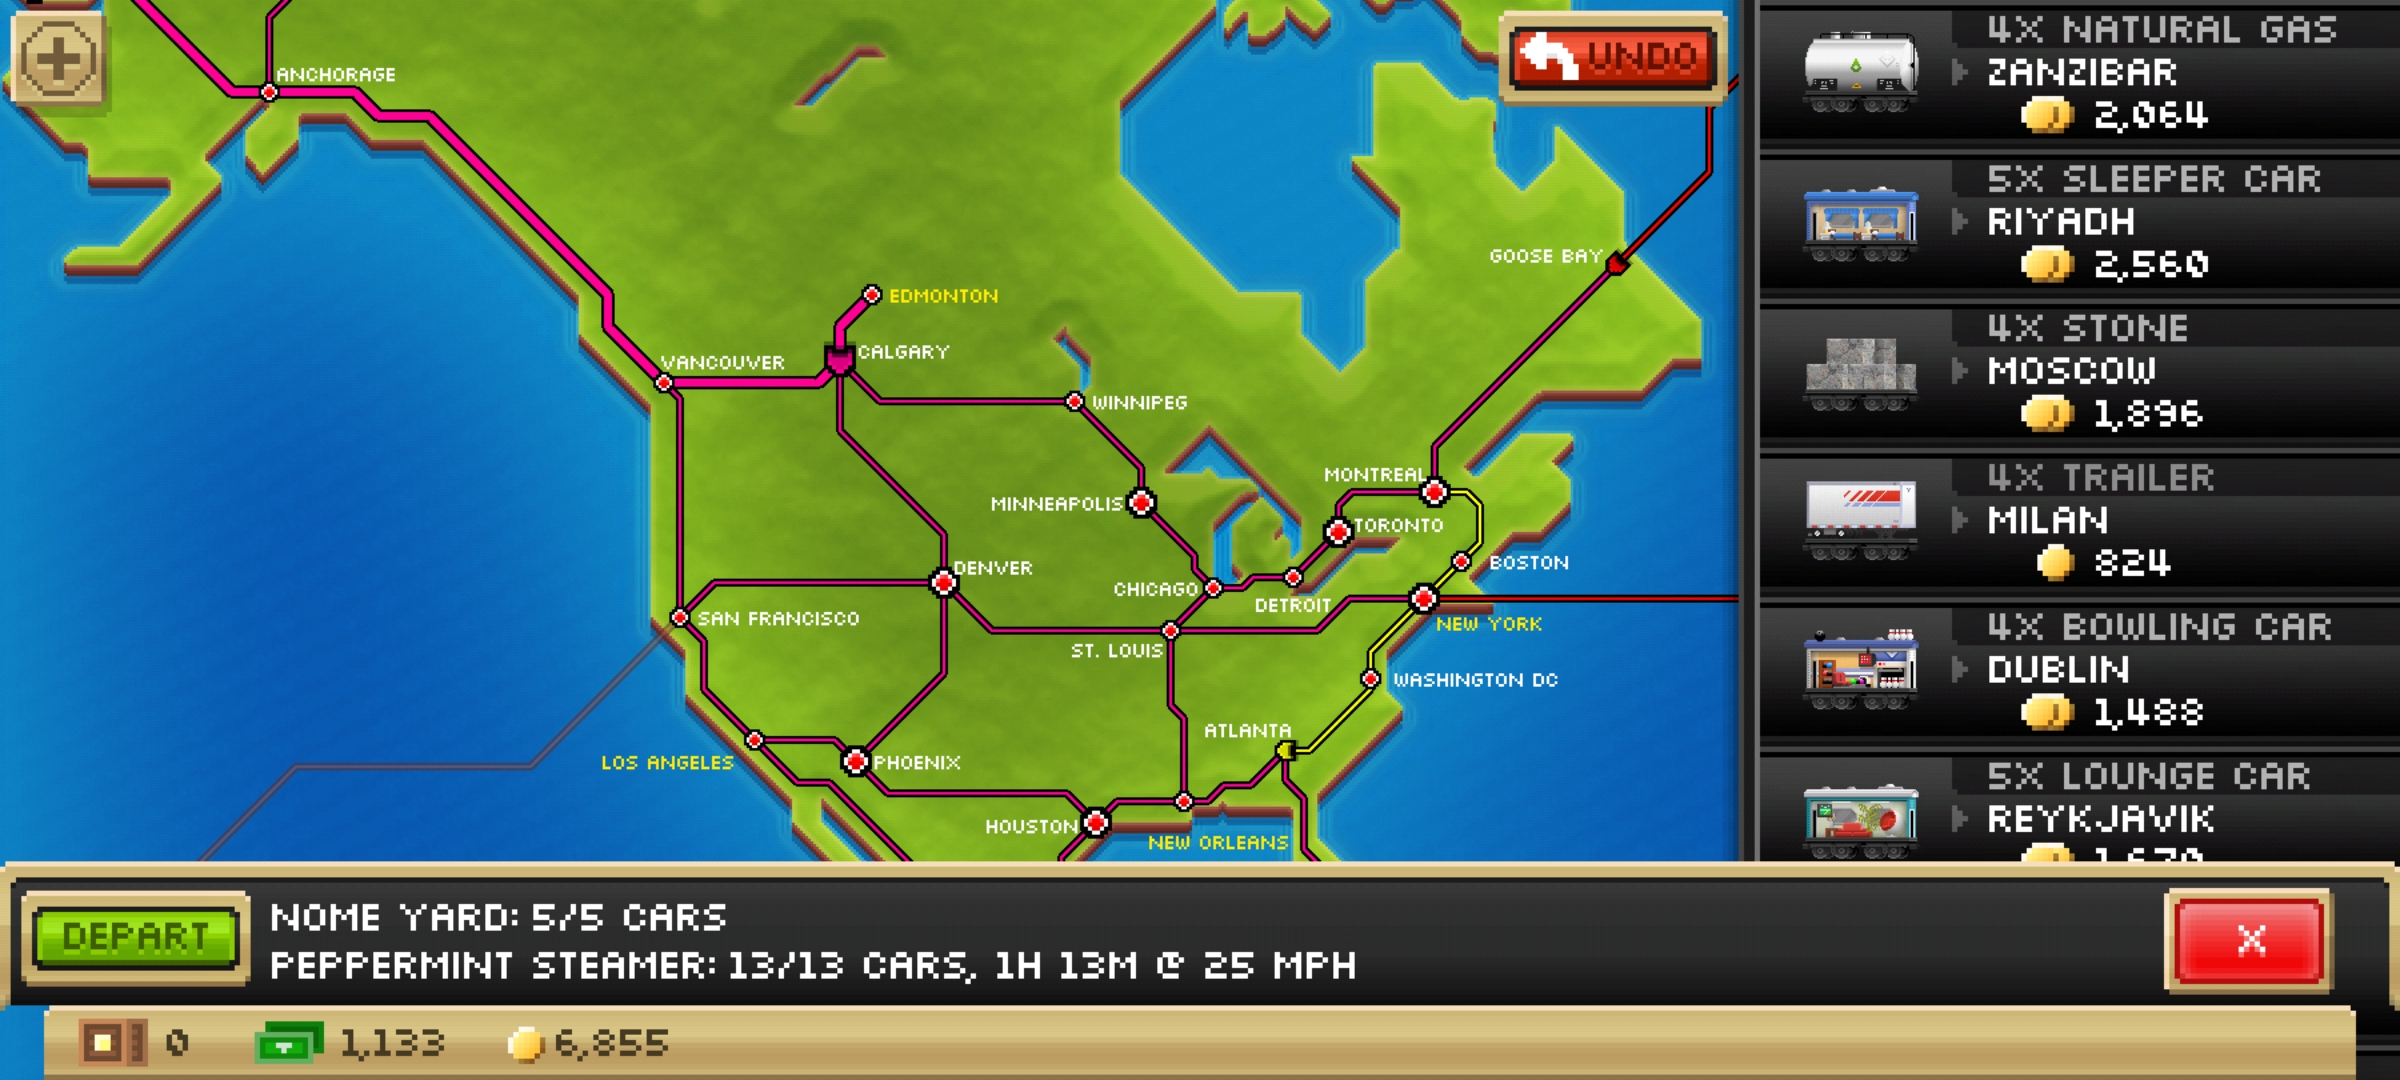 ANCHORAGE
UNDO
GOOSE BAY
EDMONTON
CALGARY
VANCOUVER
WINNIPEG
MONTREAL
MINNEAPOLIS
TORONTO
BOSTON
DENVER
CHICAGO
DETROIT
SAN FRANCISCO
NEW YORK
ST. LOUIS
WASHINGTON DC
ATLANTA
LOS ANGELES
PHOENIX
HOUSTON
NEW ORLEANS
4X NATURAL GAS
ZANZIBAR
2,064
5X SLEEPER CAR
RIYADH
2,560
4X STONE
MOSCOW
1,896
4X TRAILER
MILAN
824
4X BOWLING CAR
DUBLIN
1,488
5X LOUNGE CAR
REYKJAVIK
DEPART
NOME YARD: 5/5 CARS
PEPPERMINT STEAMER: 13/13 CARS, 1H 13M @ 25 MPH
X
0
1,133
6,855